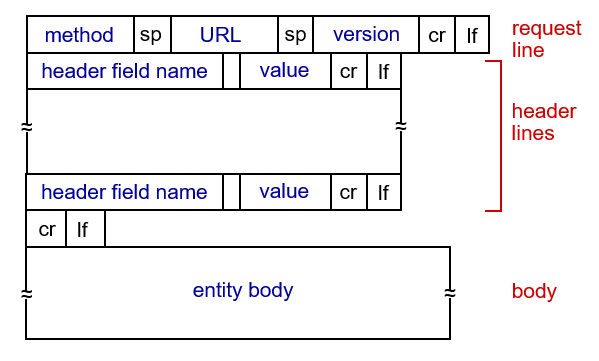 method sp URL sp version cr lf request line
header field name value cr lf
≈ ≈ header lines
header field name value cr lf
cr lf
≈ entity body ≈ body